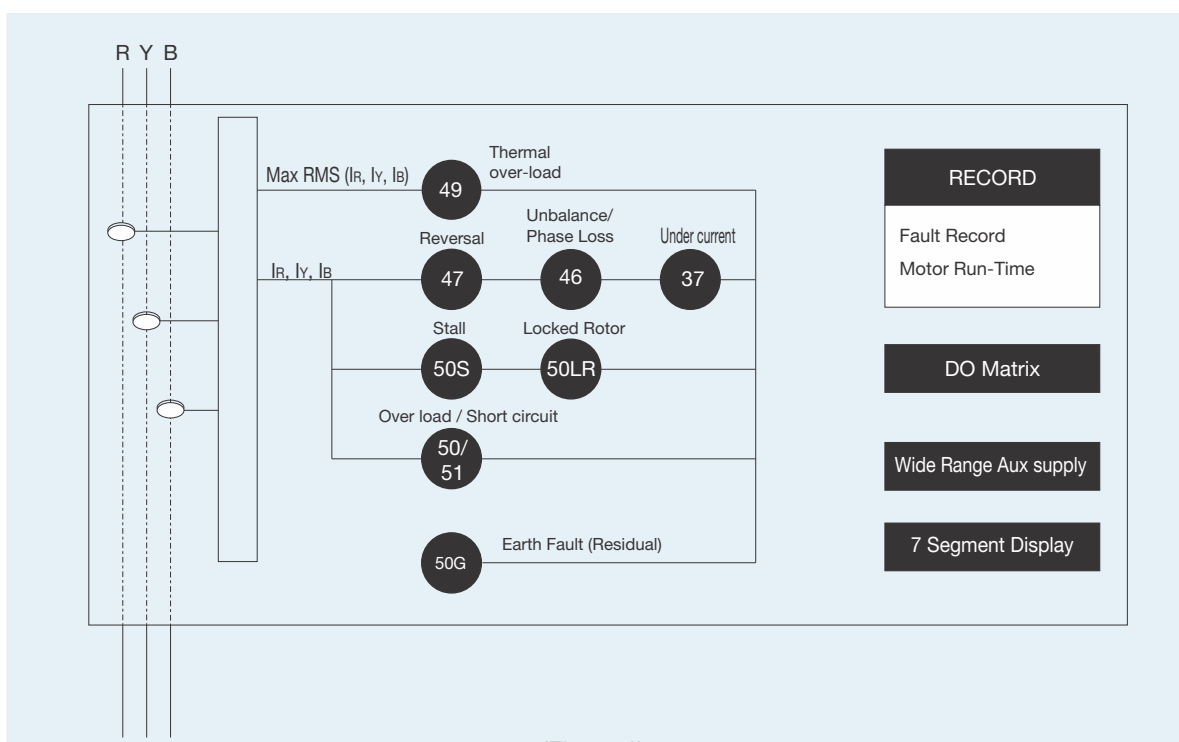 R Y B
Max RMS (IR, IY, IB)
49
Thermal
over-load
IR, IY, IB
Reversal
47
Unbalance/
Phase Loss
46
Under current
37
Stall
50S
Locked Rotor
50LR
Over load / Short circuit
50/
51
50G
Earth Fault (Residual)
RECORD
Fault Record
Motor Run-Time
DO Matrix
Wide Range Aux supply
7 Segment Display